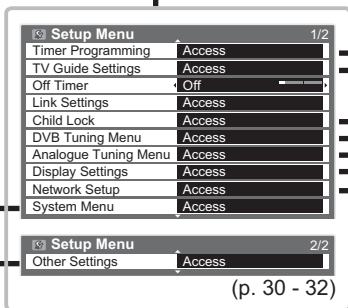 Setup Menu 1/2
Timer Programming Access
TV Guide Settings Access
Off Timer Off
Link Settings Access
Child Lock Access
DVB Tuning Menu Access
Analogue Tuning Menu Access
Display Settings Access
Network Setup Access
System Menu Access
Setup Menu 2/2
Other Settings Access
(p. 30 - 32)